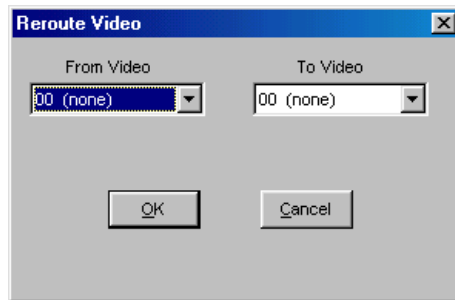 Reroute Video
From Video To Video
00 (none) 00 (none)
OK Cancel